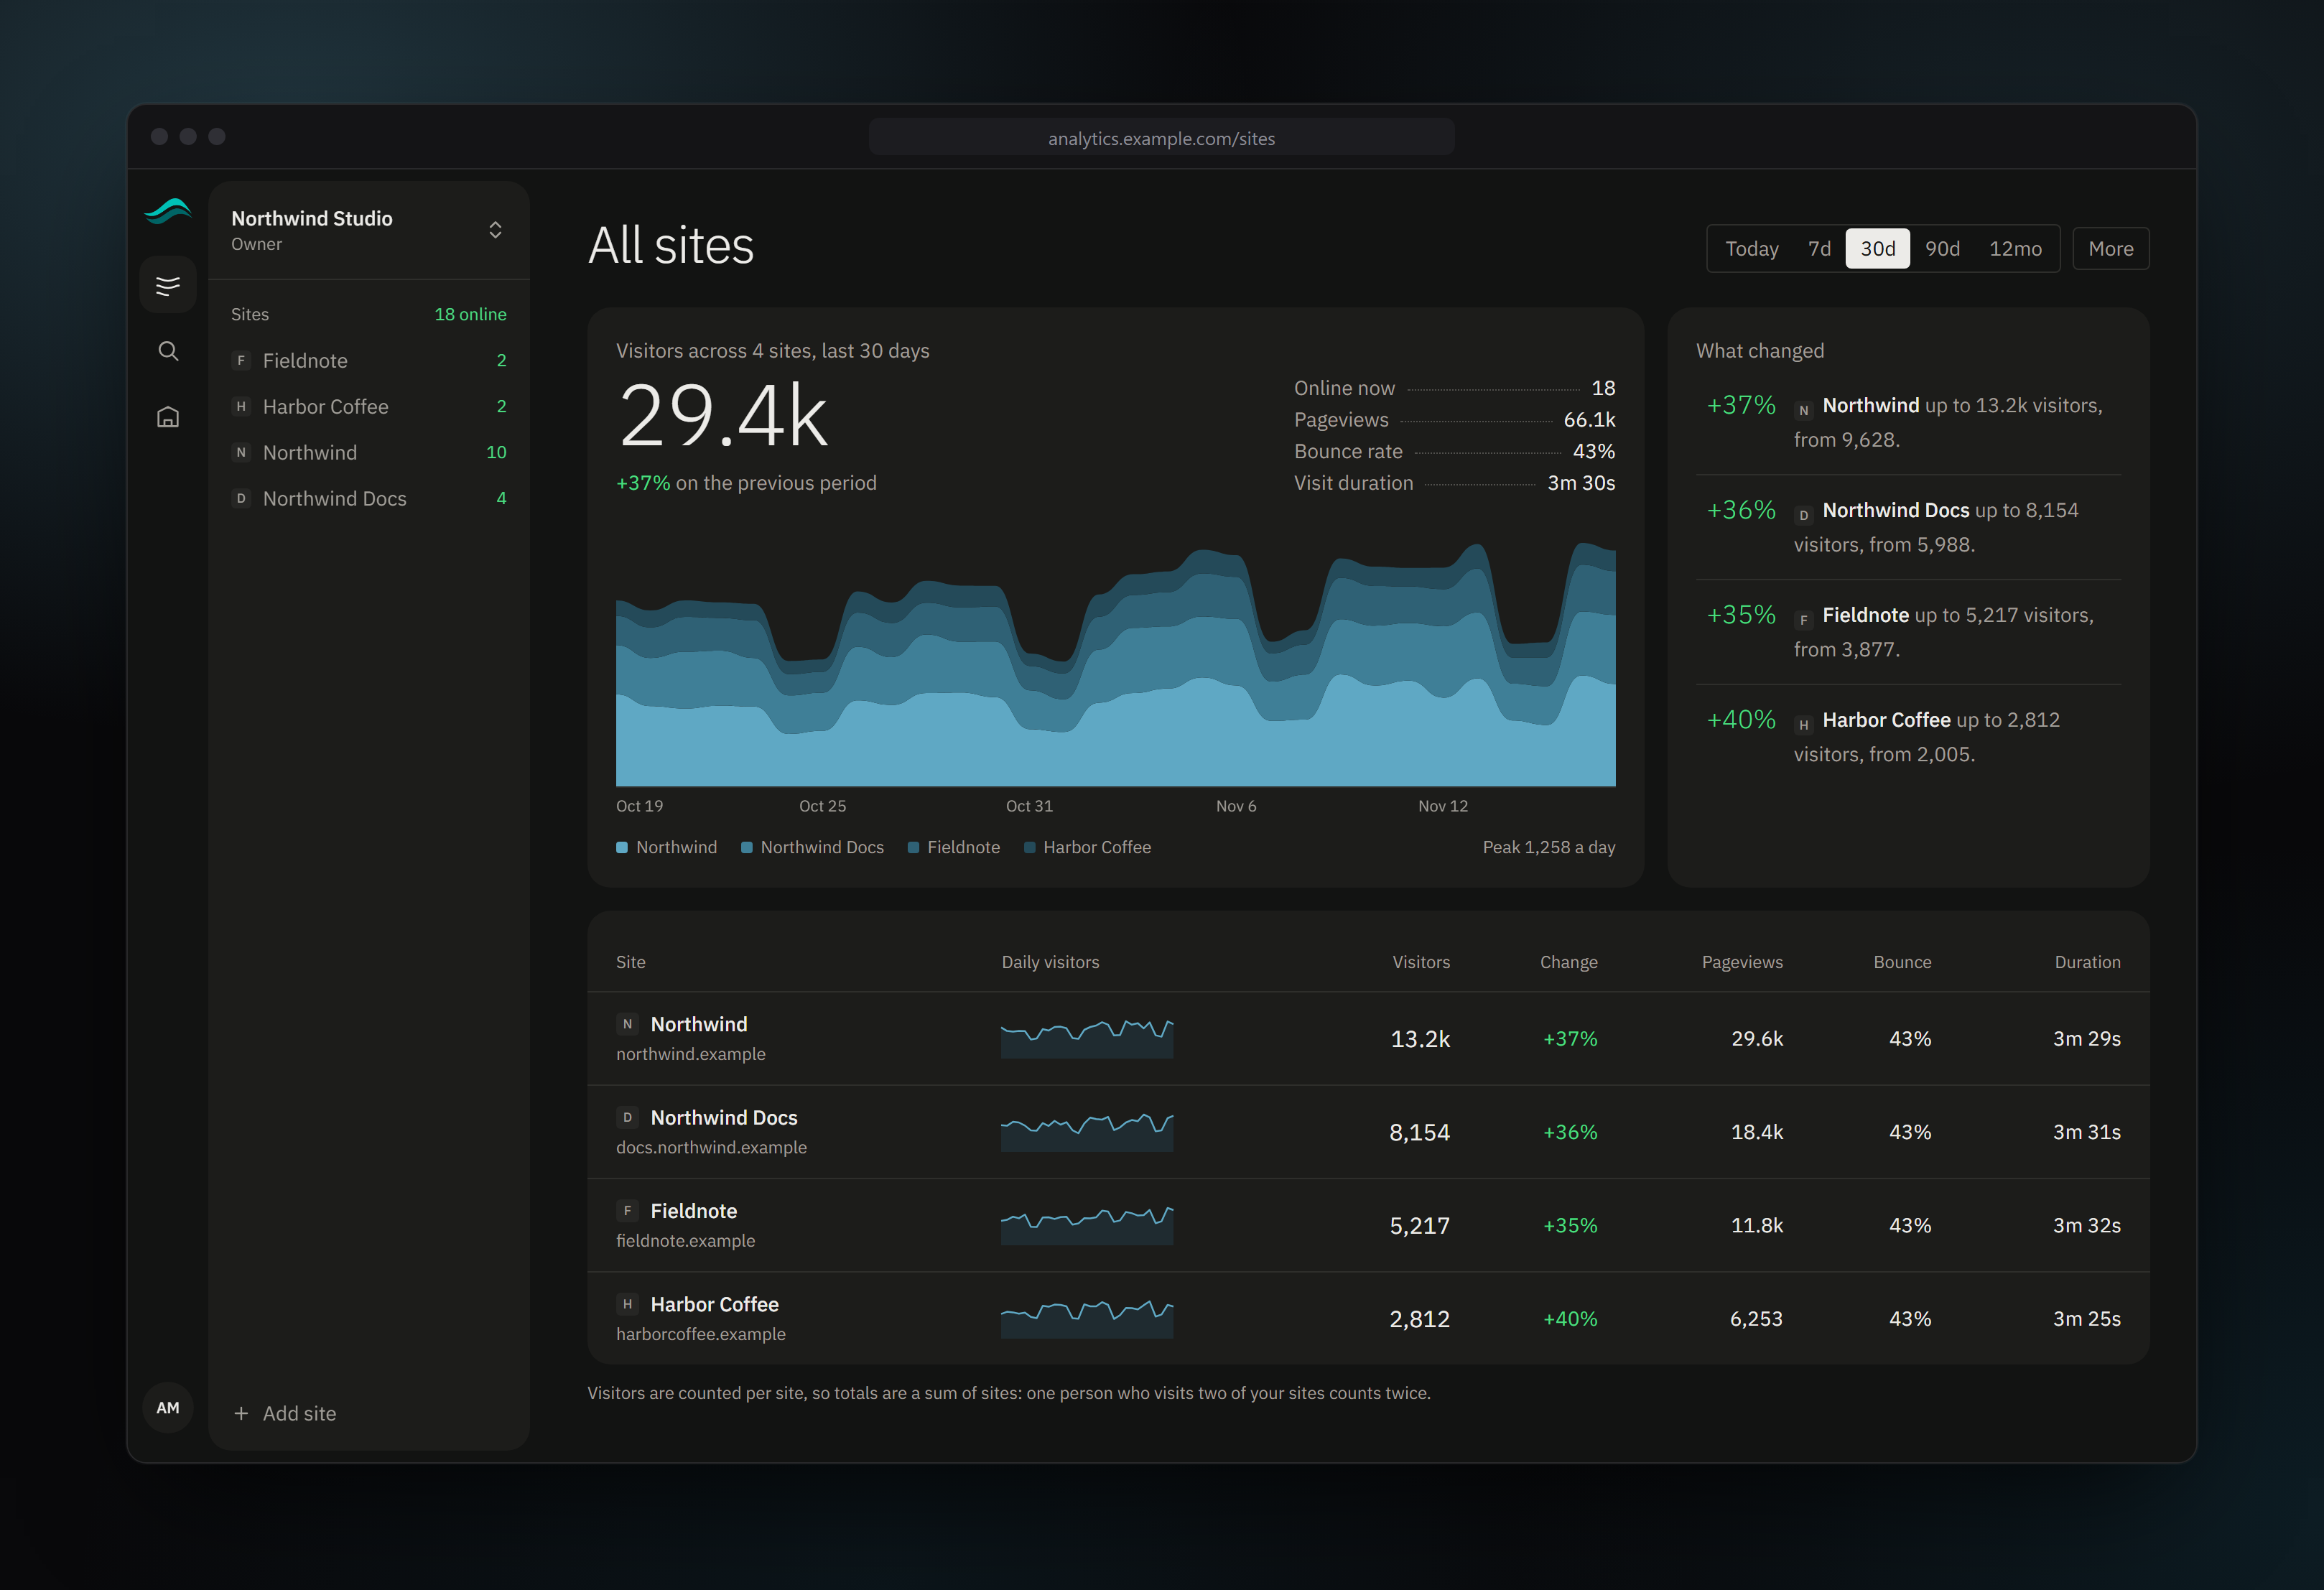 analytics.example.com/sites
Northwind Studio
Owner
Sites 18 online
F Fieldnote 2
H Harbor Coffee 2
N Northwind 10
D Northwind Docs 4
+ Add site
AM
All sites
Today 7d 30d 90d 12mo More
Visitors across 4 sites, last 30 days
29.4k
+37% on the previous period
Online now 18
Pageviews 66.1k
Bounce rate 43%
Visit duration 3m 30s
Oct 19 Oct 25 Oct 31 Nov 6 Nov 12
Northwind Northwind Docs Fieldnote Harbor Coffee Peak 1,258 a day
What changed
+37% N Northwind up to 13.2k visitors,
from 9,628.
+36% D Northwind Docs up to 8,154
visitors, from 5,988.
+35% F Fieldnote up to 5,217 visitors,
from 3,877.
+40% H Harbor Coffee up to 2,812
visitors, from 2,005.
Site Daily visitors Visitors Change Pageviews Bounce Duration
N Northwind 13.2k +37% 29.6k 43% 3m 29s
northwind.example
D Northwind Docs 8,154 +36% 18.4k 43% 3m 31s
docs.northwind.example
F Fieldnote 5,217 +35% 11.8k 43% 3m 32s
fieldnote.example
H Harbor Coffee 2,812 +40% 6,253 43% 3m 25s
harborcoffee.example
Visitors are counted per site, so totals are a sum of sites: one person who visits two of your sites counts twice.